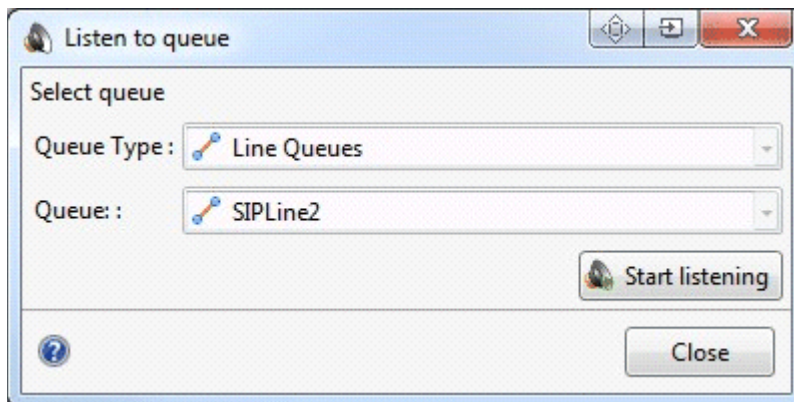 Listen to queue
Select queue
Queue Type : Line Queues
Queue: : SIPLine2
Start listening
Close